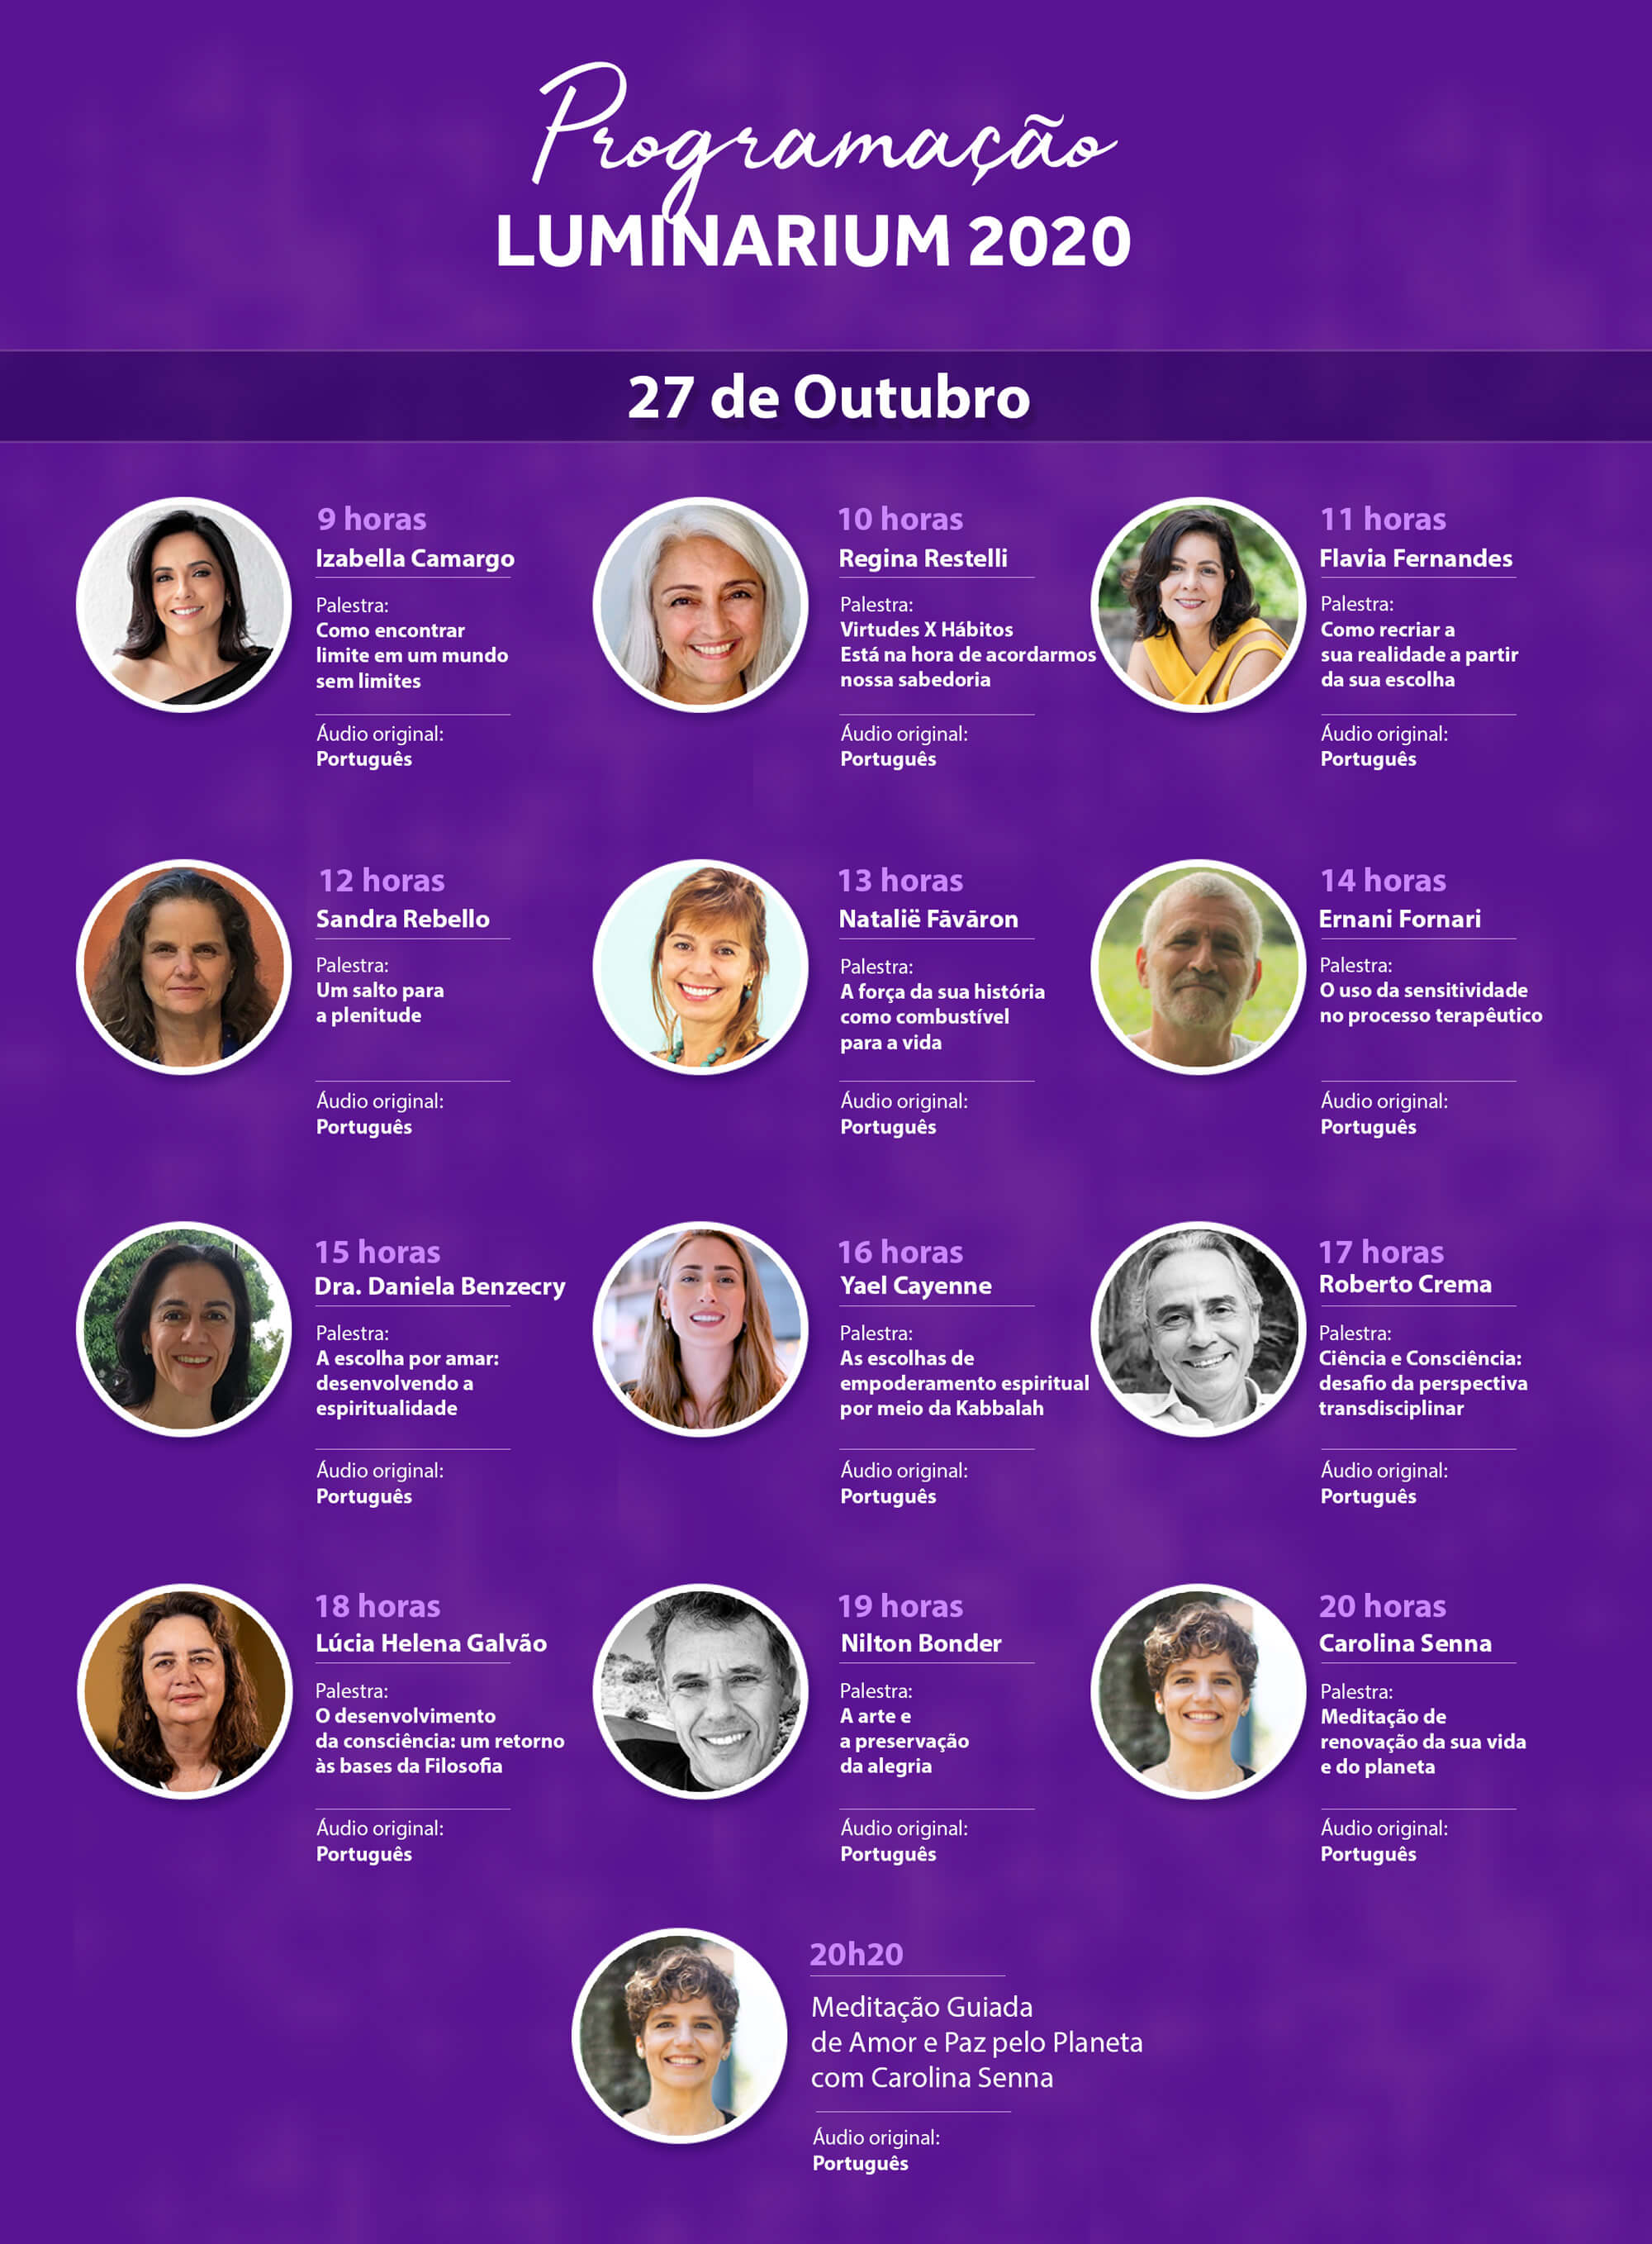 Programação
LUMINARIUM 2020
27 de Outubro
9 horas
Izabella Camargo
Palestra:
Como encontrar
limite em um mundo
sem limites
Áudio original:
Português
10 horas
Regina Restelli
Palestra:
Virtudes X Hábitos
Está na hora de acordarmos
nossa sabedoria
Áudio original:
Português
11 horas
Flavia Fernandes
Palestra:
Como recriar a
sua realidade a partir
da sua escolha
Áudio original:
Português
12 horas
Sandra Rebello
Palestra:
Um salto para
a plenitude
Áudio original:
Português
13 horas
Natalië Fāvāron
Palestra:
A força da sua história
como combustível
para a vida
Áudio original:
Português
14 horas
Ernani Fornari
Palestra:
O uso da sensitividade
no processo terapêutico
Áudio original:
Português
15 horas
Dra. Daniela Benzecry
Palestra:
A escolha por amar:
desenvolvendo a
espiritualidade
Áudio original:
Português
16 horas
Yael Cayenne
Palestra:
As escolhas de
empoderamento espiritual
por meio da Kabbalah
Áudio original:
Português
17 horas
Roberto Crema
Palestra:
Ciência e Consciência:
desafio da perspectiva
transdisciplinar
Áudio original:
Português
18 horas
Lúcia Helena Galvão
Palestra:
O desenvolvimento
da consciência: um retorno
às bases da Filosofia
Áudio original:
Português
19 horas
Nilton Bonder
Palestra:
A arte e
a preservação
da alegria
Áudio original:
Português
20 horas
Carolina Senna
Palestra:
Meditação de
renovação da sua vida
e do planeta
Áudio original:
Português
20h20
Meditação Guiada
de Amor e Paz pelo Planeta
com Carolina Senna
Áudio original:
Português